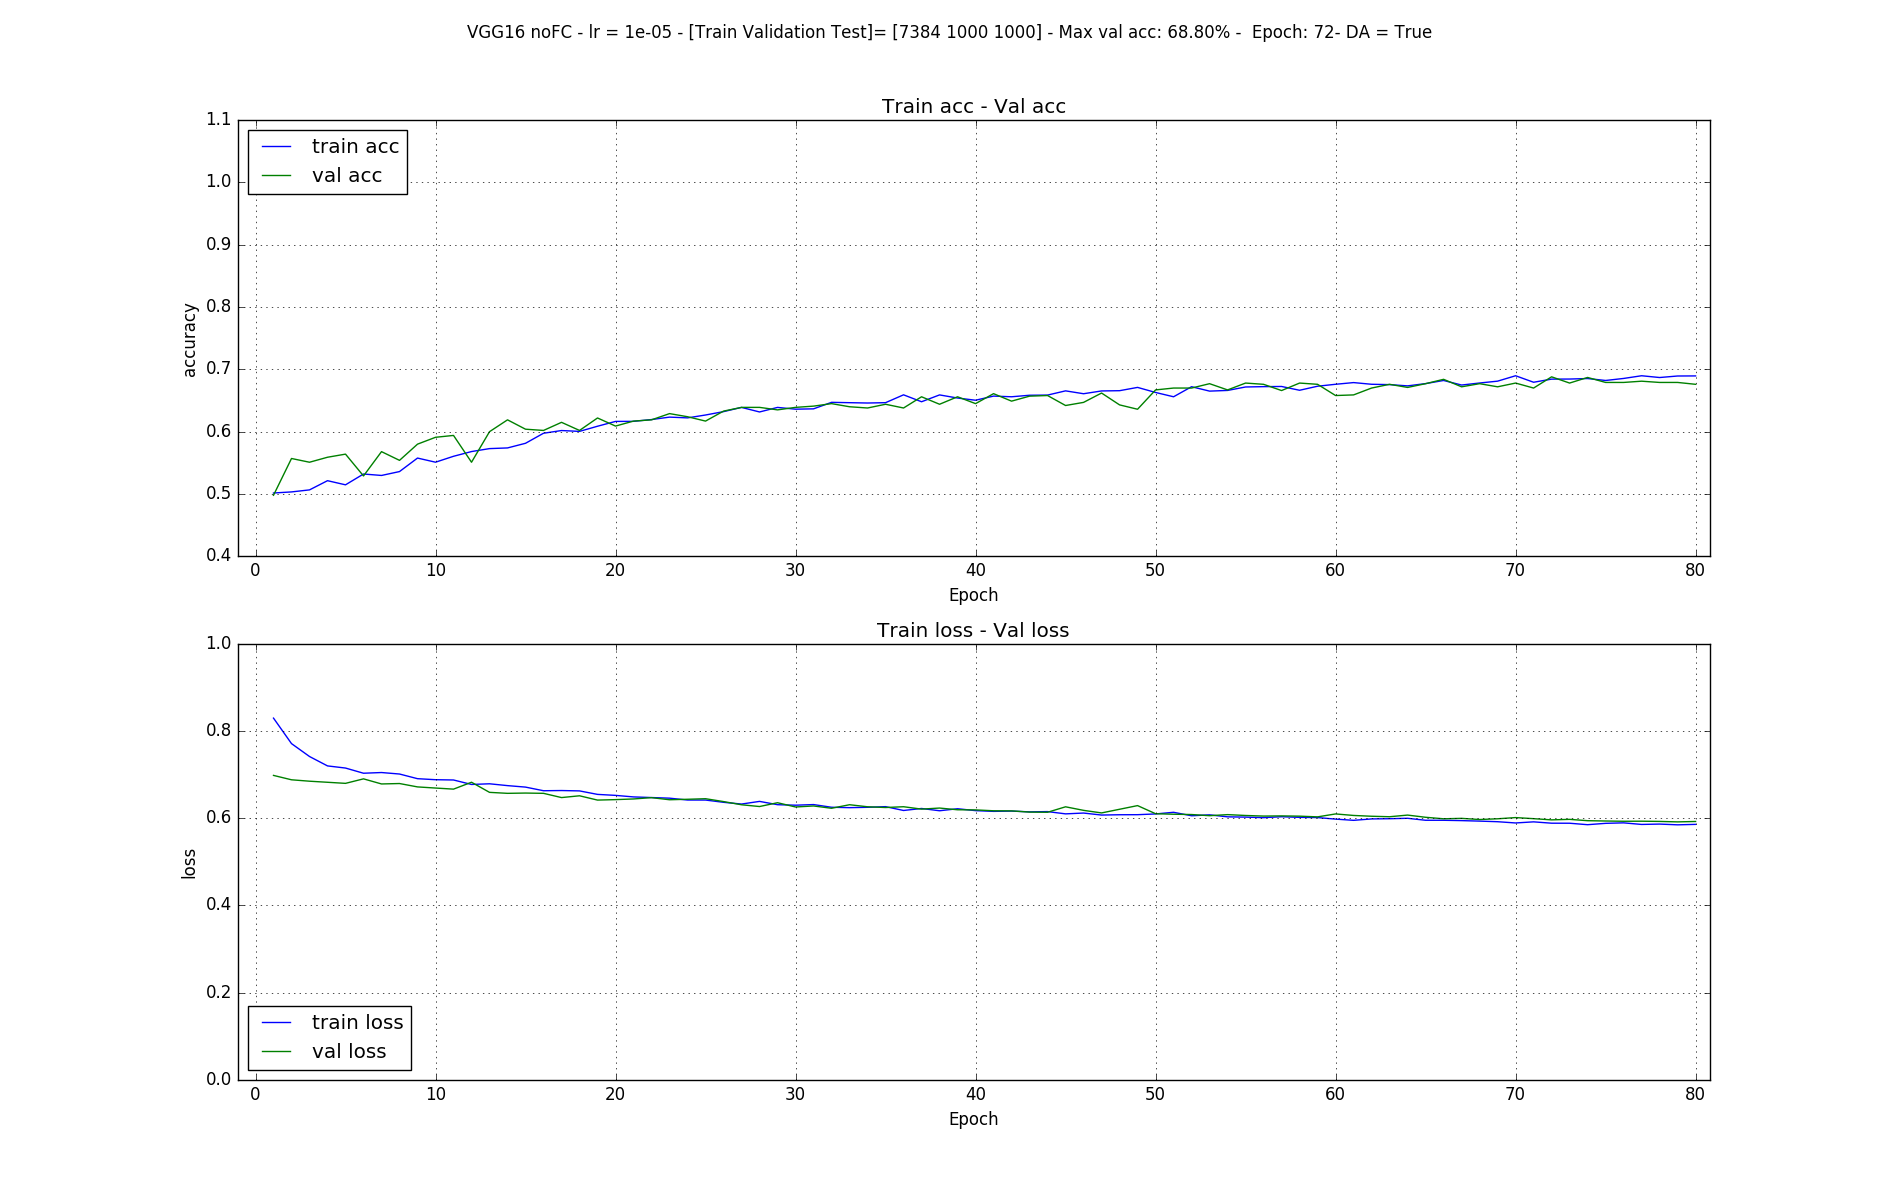 VGG16 noFC - lr = 1e-05 - [Train Validation Test]= [7384 1000 1000] - Max val acc: 68.80% -  Epoch: 72- DA = True
Train acc - Val acc
1.1
1.0
0.9
0.8
0.7
0.6
0.5
0.4
accuracy
train acc
val acc
0 10 20 30 40 50 60 70 80
Epoch
Train loss - Val loss
1.0
0.8
0.6
0.4
0.2
0.0
loss
train loss
val loss
0 10 20 30 40 50 60 70 80
Epoch